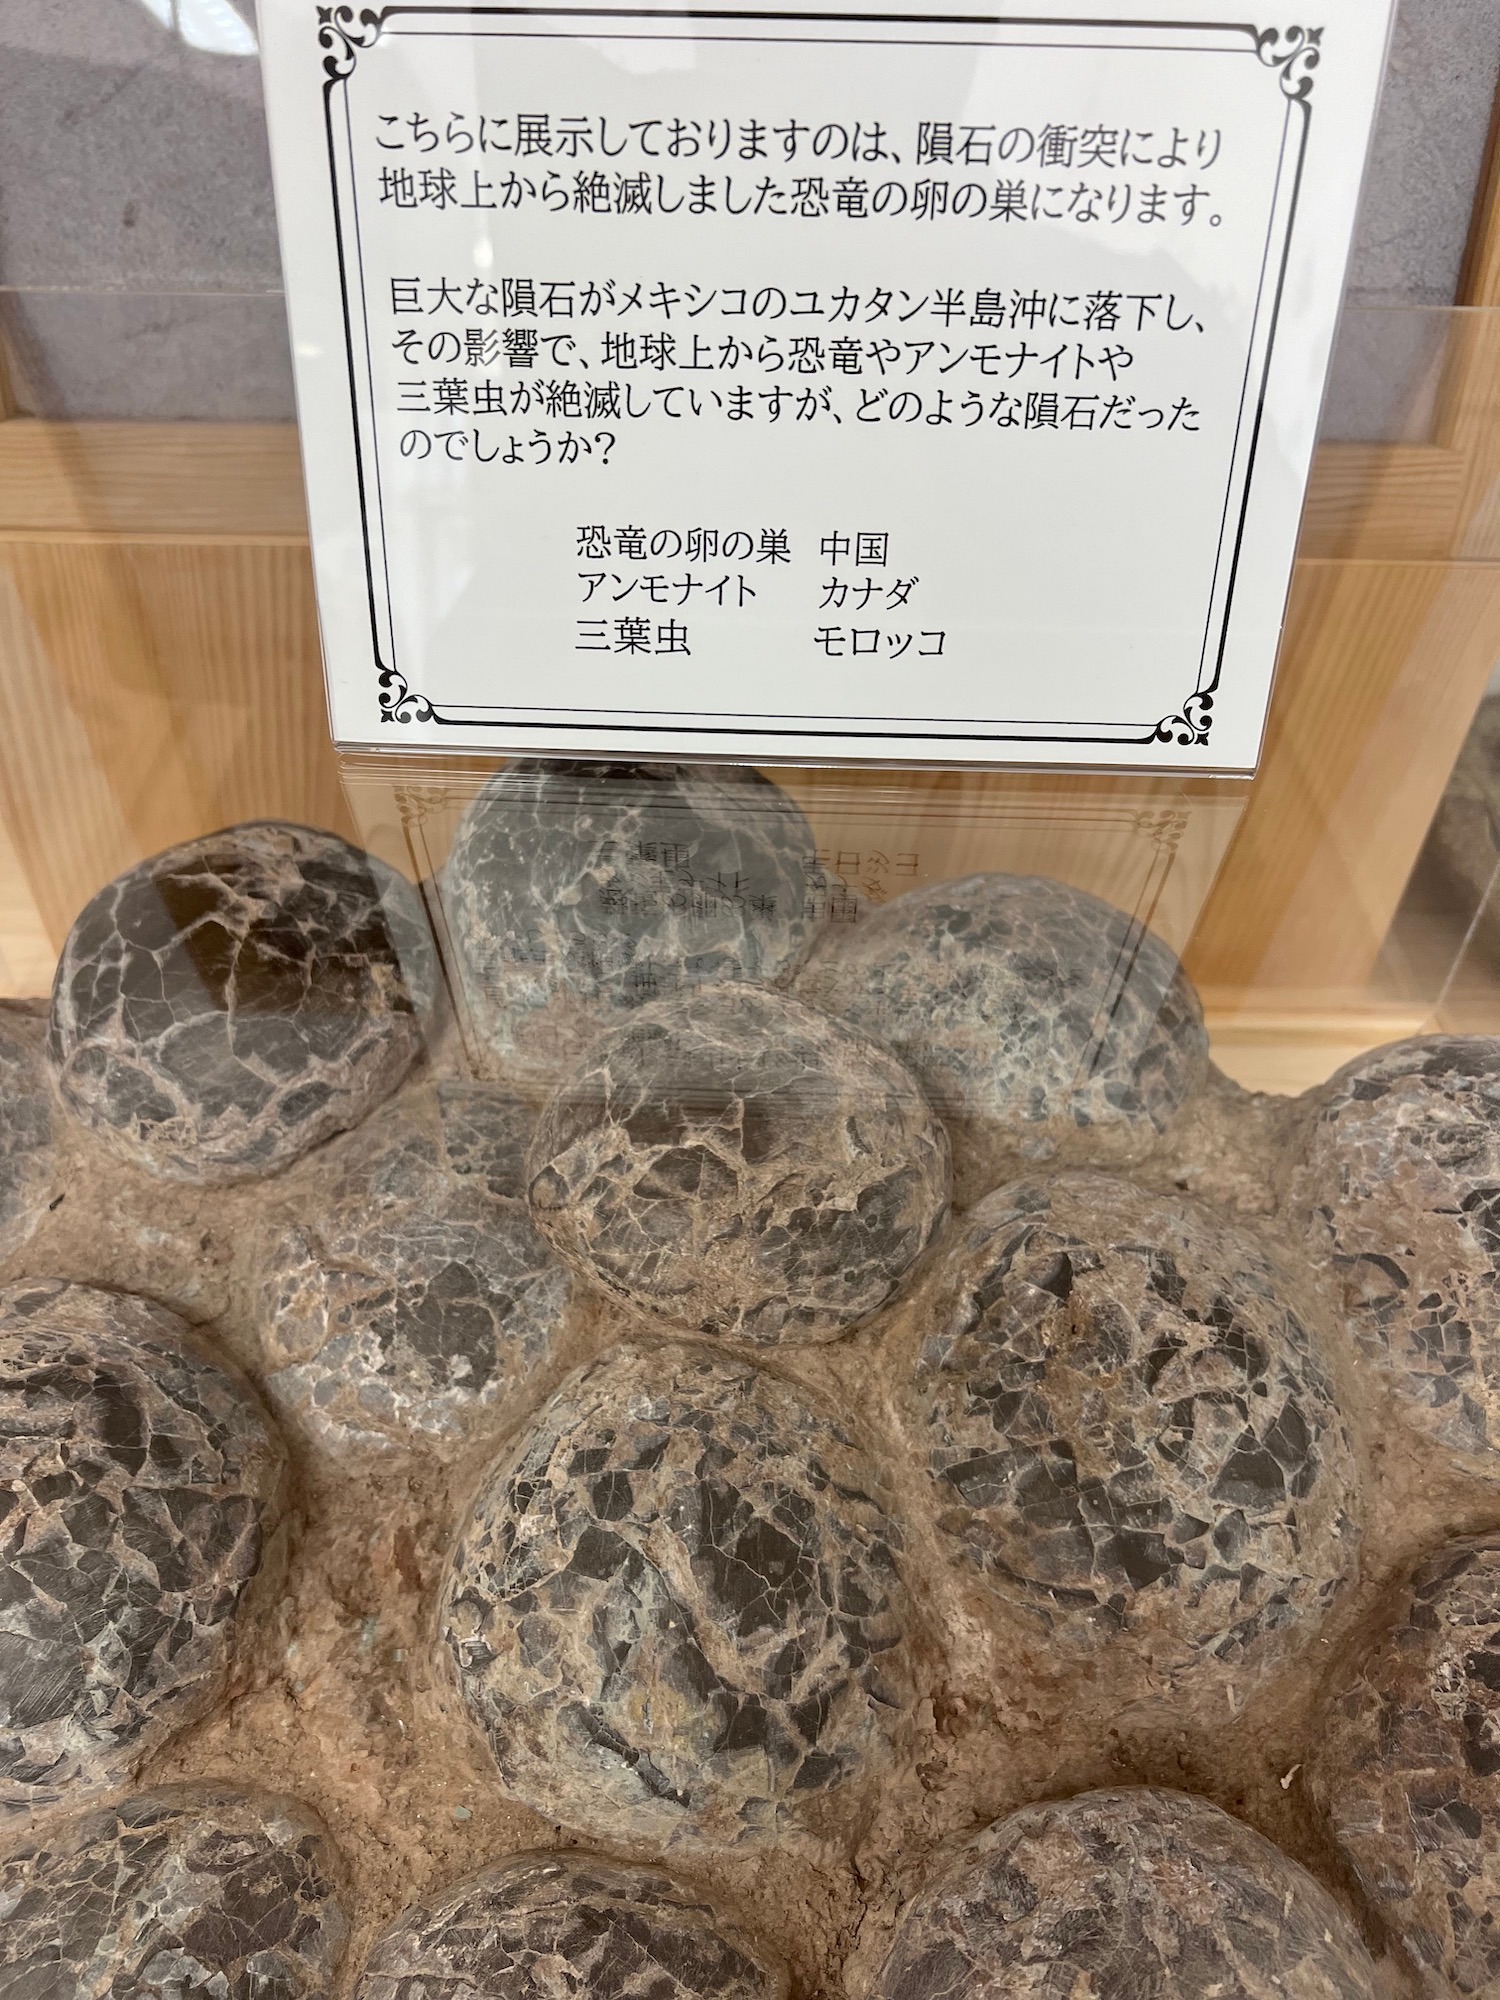 こちらに展示しておりますのは、隕石の衝突により
地球上から絶滅しました恐竜の卵の巣になります。
巨大な隕石がメキシコのユカタン半島沖に落下し、
その影響で、地球上から恐竜やアンモナイトや
三葉虫が絶滅していますが、どのような隕石だった
のでしょうか?
恐竜の卵の巣 中国
アンモナイト カナダ
三葉虫 モロッコ